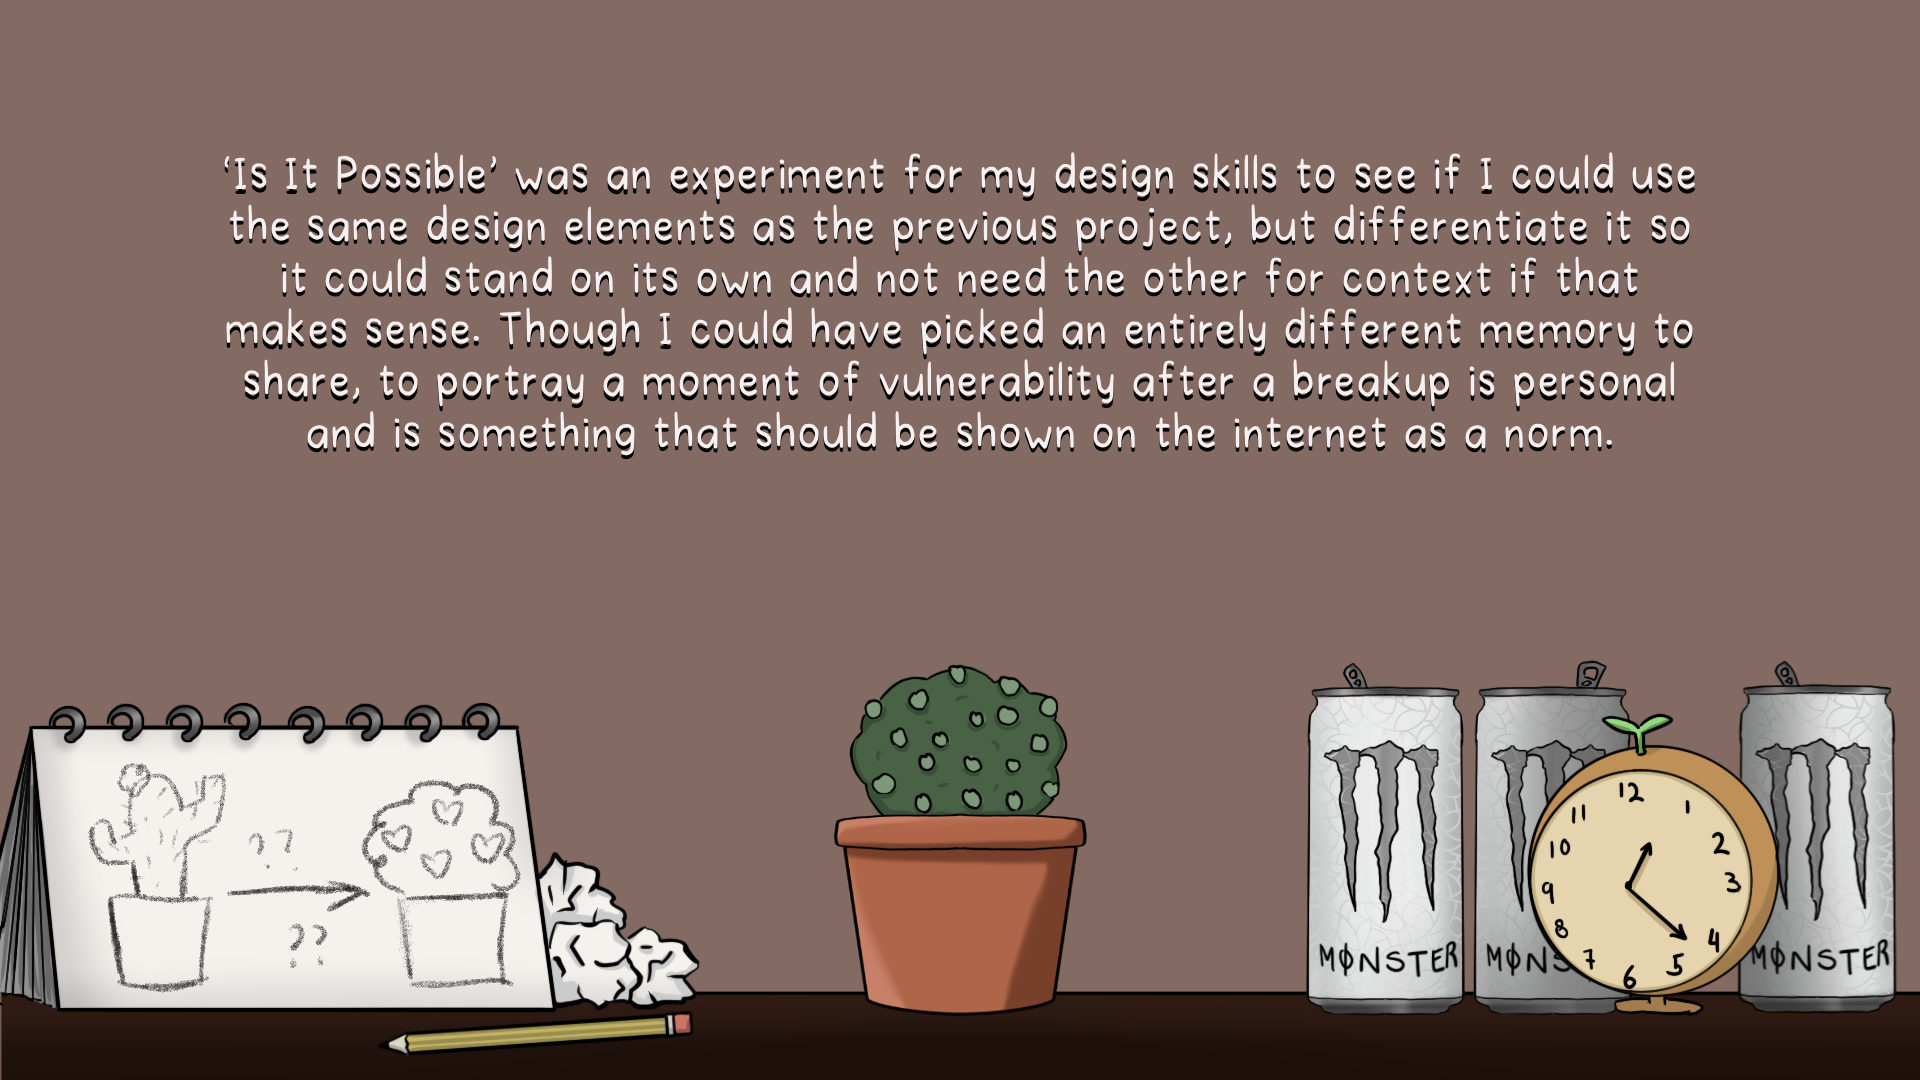 ‘Is It Possible’ was an experiment for my design skills to see if I could use
the same design elements as the previous project, but differentiate it so
it could stand on its own and not need the other for context if that
makes sense. Though I could have picked an entirely different memory to
share, to portray a moment of vulnerability after a breakup is personal
and is something that should be shown on the internet as a norm.
??
??
MØNSTER
MØNS
MØNSTER
12
1
2
3
4
5
6
7
8
9
10
11